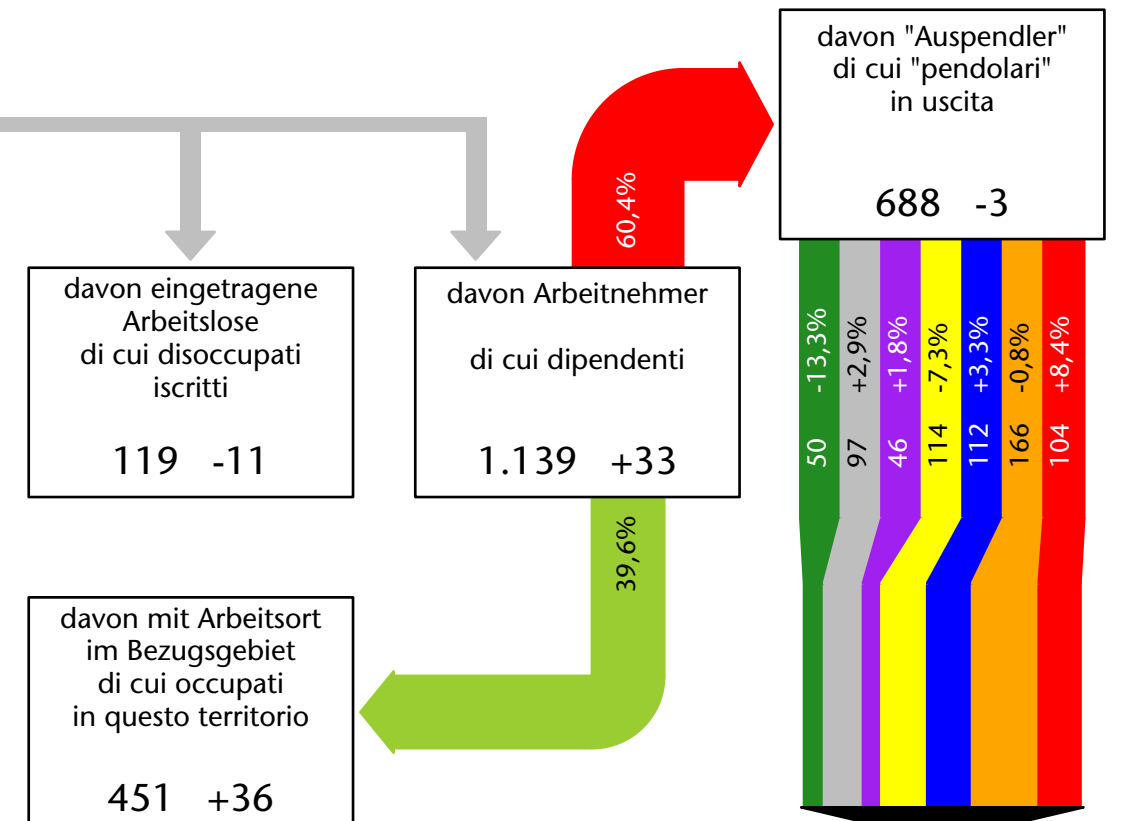 davon "Auspendler"
di cui "pendolari"
in uscita
688 -3
60,4%
davon eingetragene
Arbeitslose
di cui disoccupati
iscritti
119 -11
davon Arbeitnehmer
di cui dipendenti
1.139 +33
50 -13,3%
97 +2,9%
46 +1,8%
114 -7,3%
112 +3,3%
166 -0,8%
104 +8,4%
39,6%
davon mit Arbeitsort
im Bezugsgebiet
di cui occupati
in questo territorio
451 +36